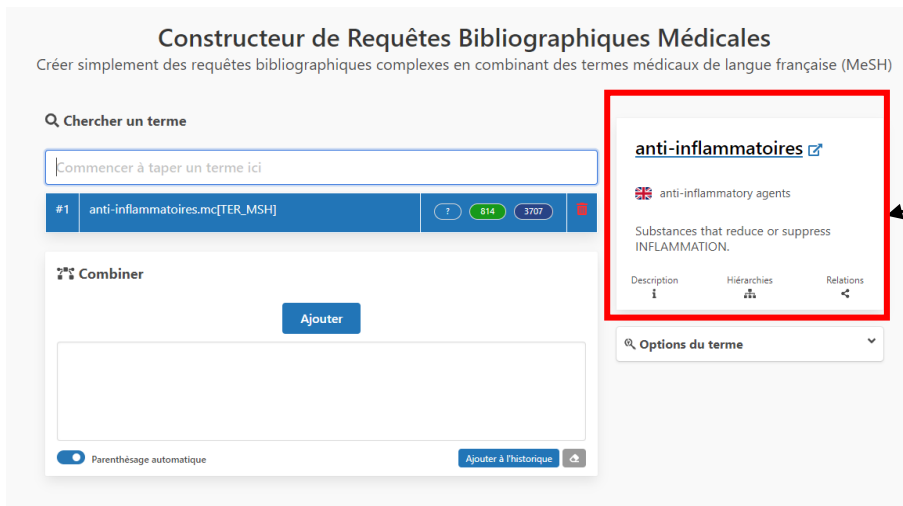 Constructeur de Requêtes Bibliographiques Médicales
Créer simplement des requêtes bibliographiques complexes en combinant des termes médicaux de langue française (MeSH)
Chercher un terme
Commencer à taper un terme ici
#1 anti-inflammatoires.mc[TER_MSH] ? 814 3707
Combiner
Ajouter
Parenthésage automatique
Ajouter à l'historique
anti-inflammatoires
anti-inflammatory agents
Substances that reduce or suppress
INFLAMMATION.
Description Hiérarchies Relations
Options du terme